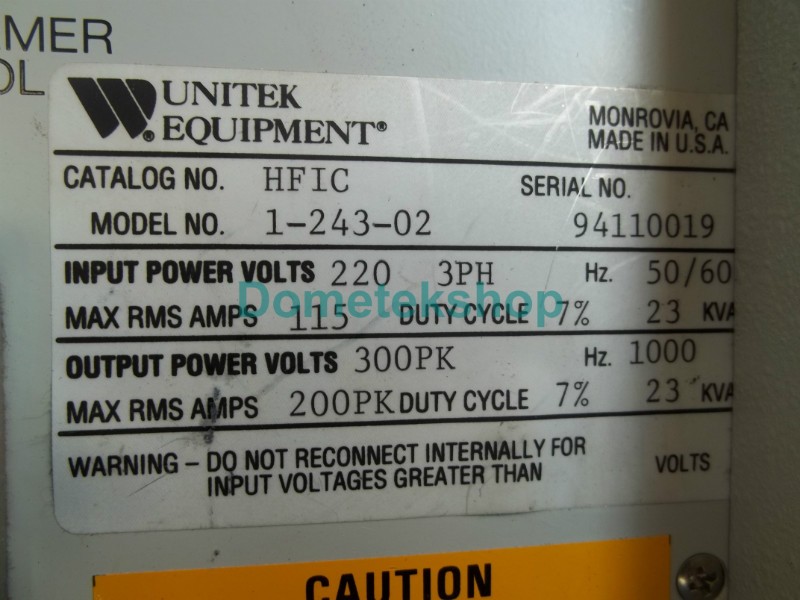 UNITEK
EQUIPMENT®
MONROVIA, CA
MADE IN U.S.A.
CATALOG NO. HFIC SERIAL NO.
MODEL NO. 1-243-02 94110019
INPUT POWER VOLTS 220 3PH Hz. 50/60
Dometekshop
MAX RMS AMPS 115 DUTY CYCLE 7% 23 KVA
OUTPUT POWER VOLTS 300PK Hz. 1000
MAX RMS AMPS 200PK DUTY CYCLE 7% 23 KVA
WARNING – DO NOT RECONNECT INTERNALLY FOR
INPUT VOLTAGES GREATER THAN VOLTS
CAUTION